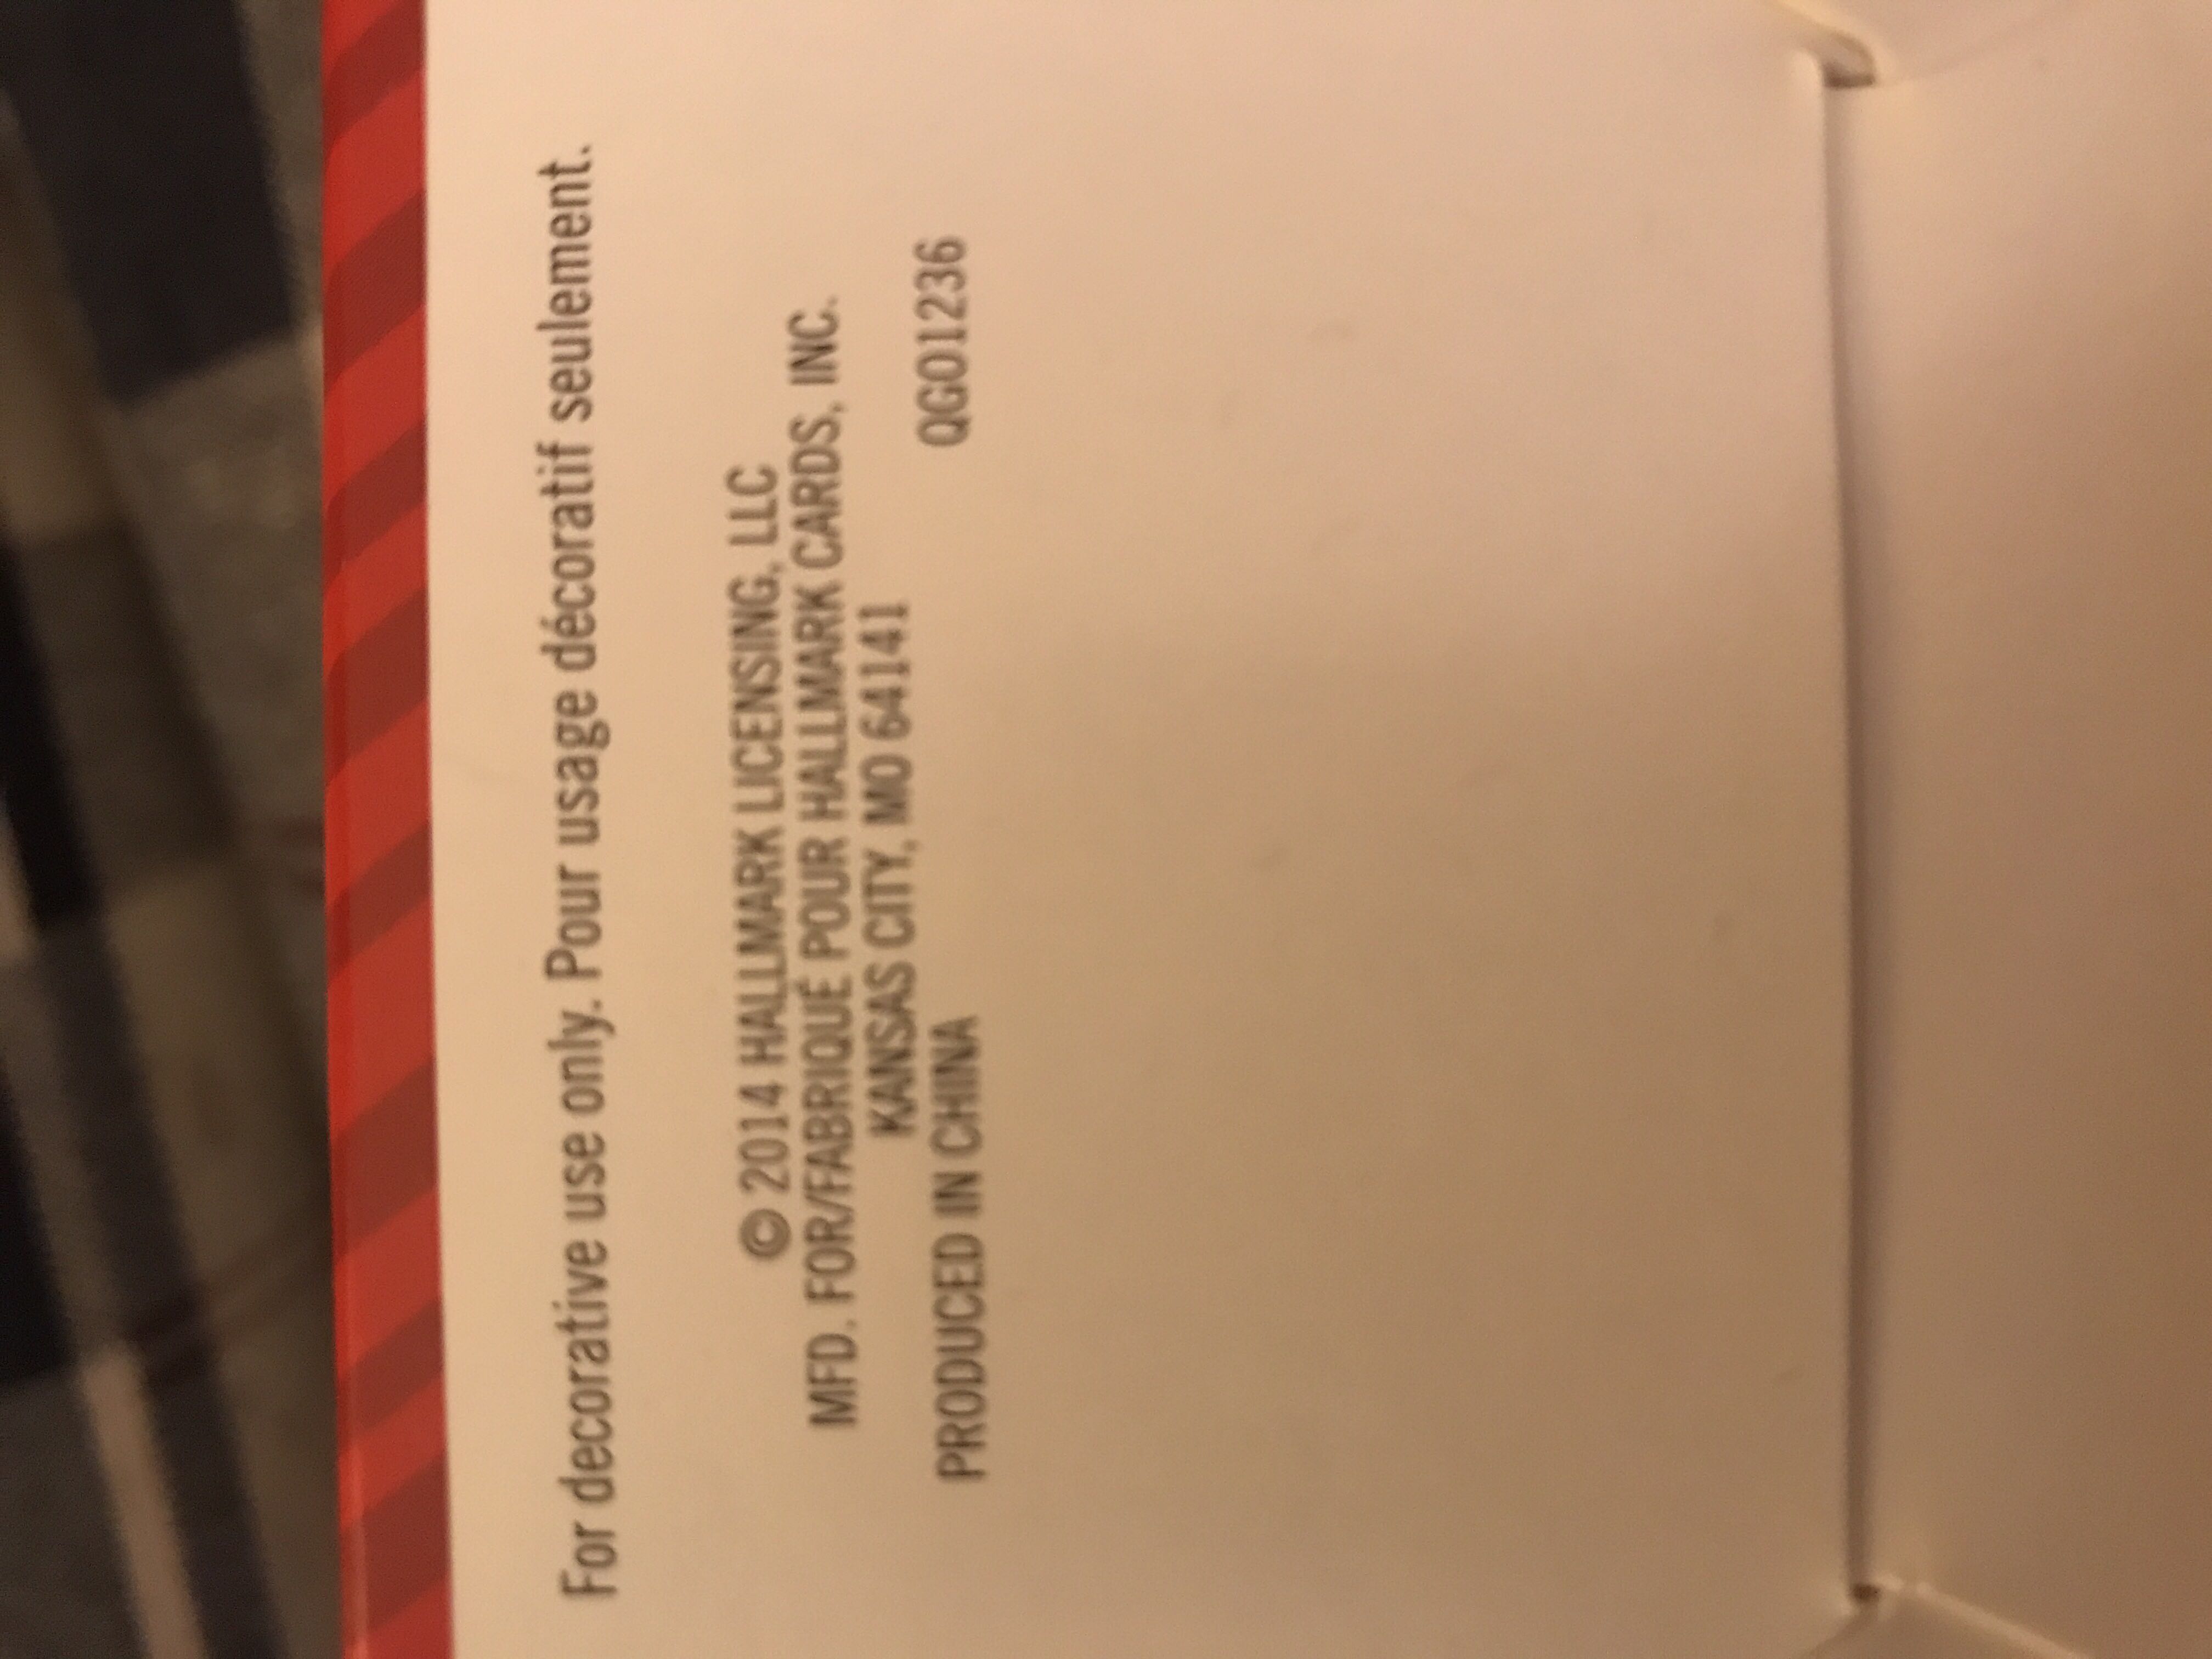 For decorative use only. Pour usage décoratif seulement.
© 2014 HALLMARK LICENSING, LLC
MFD. FOR/FABRIQUÉ POUR HALLMARK CARDS, INC.
KANSAS CITY, MO 64141
PRODUCED IN CHINA QGO1236